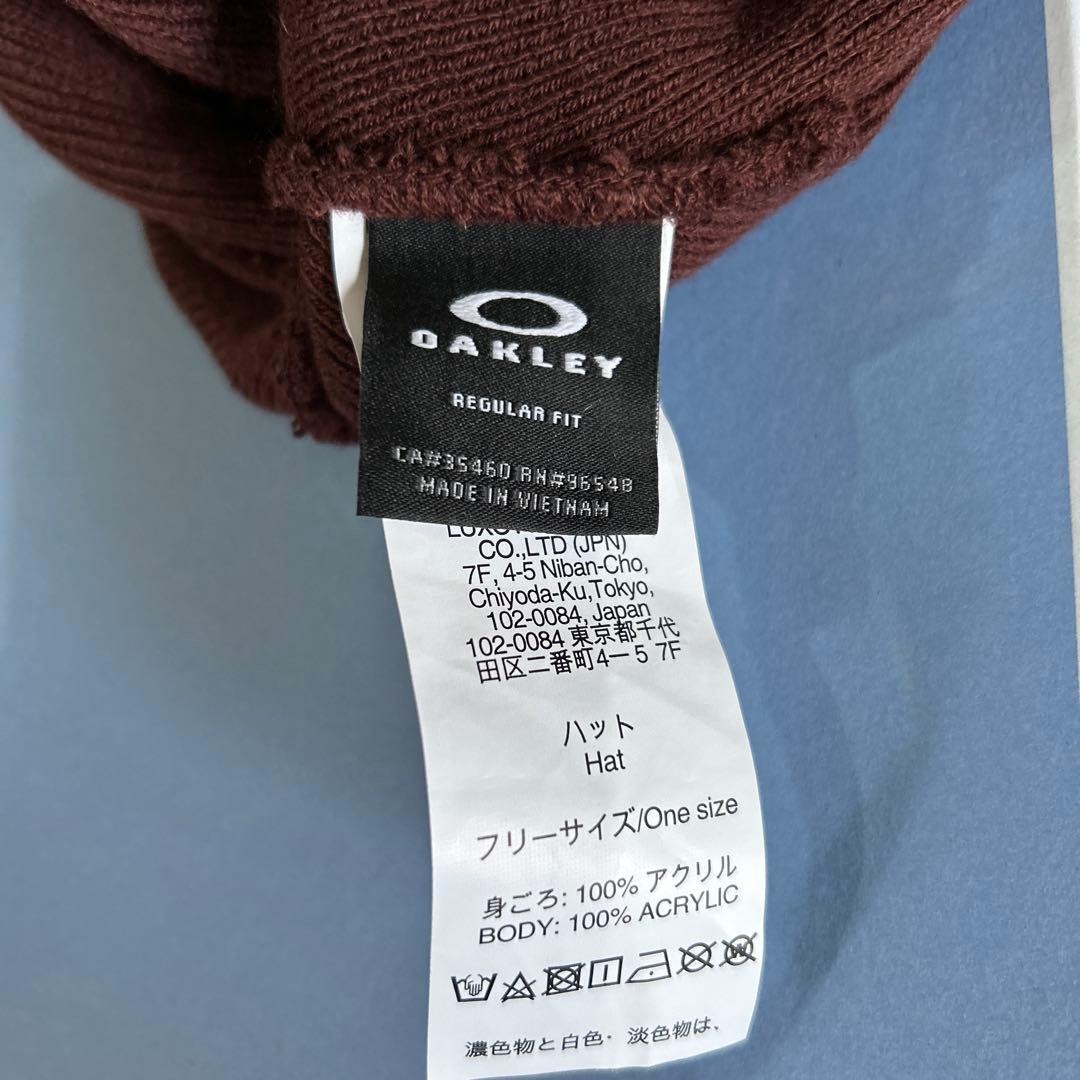 OAKLEY
REGULAR FIT
CA#35460 RN#96548
MADE IN VIETNAM
CO.,LTD (JPN)
7F, 4-5 Niban-Cho,
Chiyoda-Ku,Tokyo,
102-0084, Japan
102-0084 東京都千代
田区二番町4ー5 7F
ハット
Hat
フリーサイズ/One size
身ごろ: 100% アクリル
BODY: 100% ACRYLIC
濃色物と白色・淡色物は、